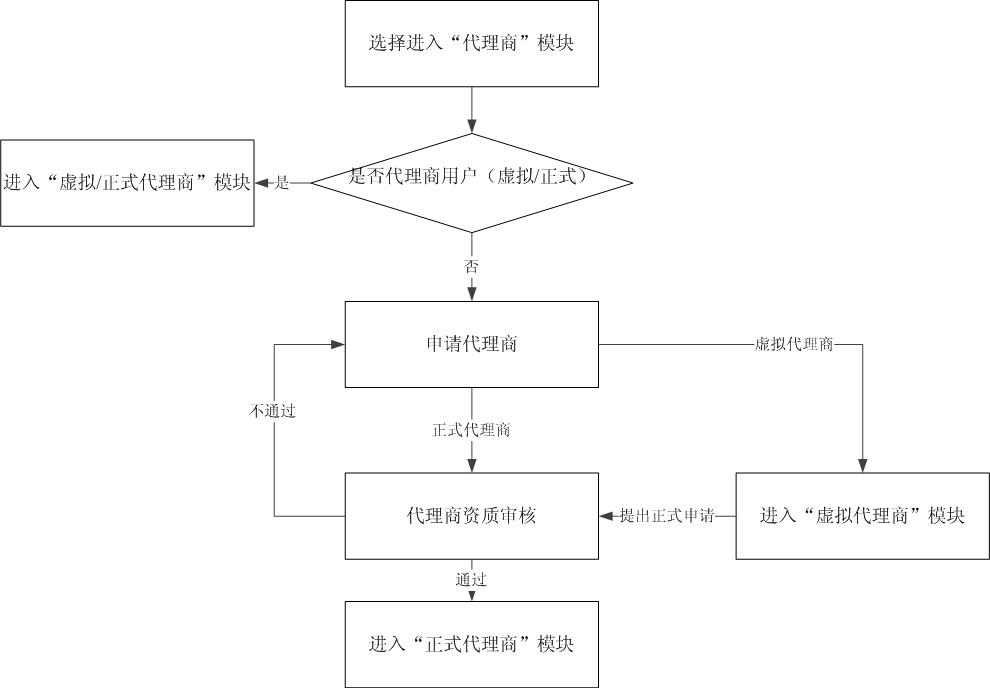 选择进入“代理商”模块
进入“虚拟/正式代理商”模块
是
是否代理商用户（虚拟/正式）
否
申请代理商
虚拟代理商
不通过
正式代理商
代理商资质审核
提出正式申请
进入“虚拟代理商”模块
通过
进入“正式代理商”模块